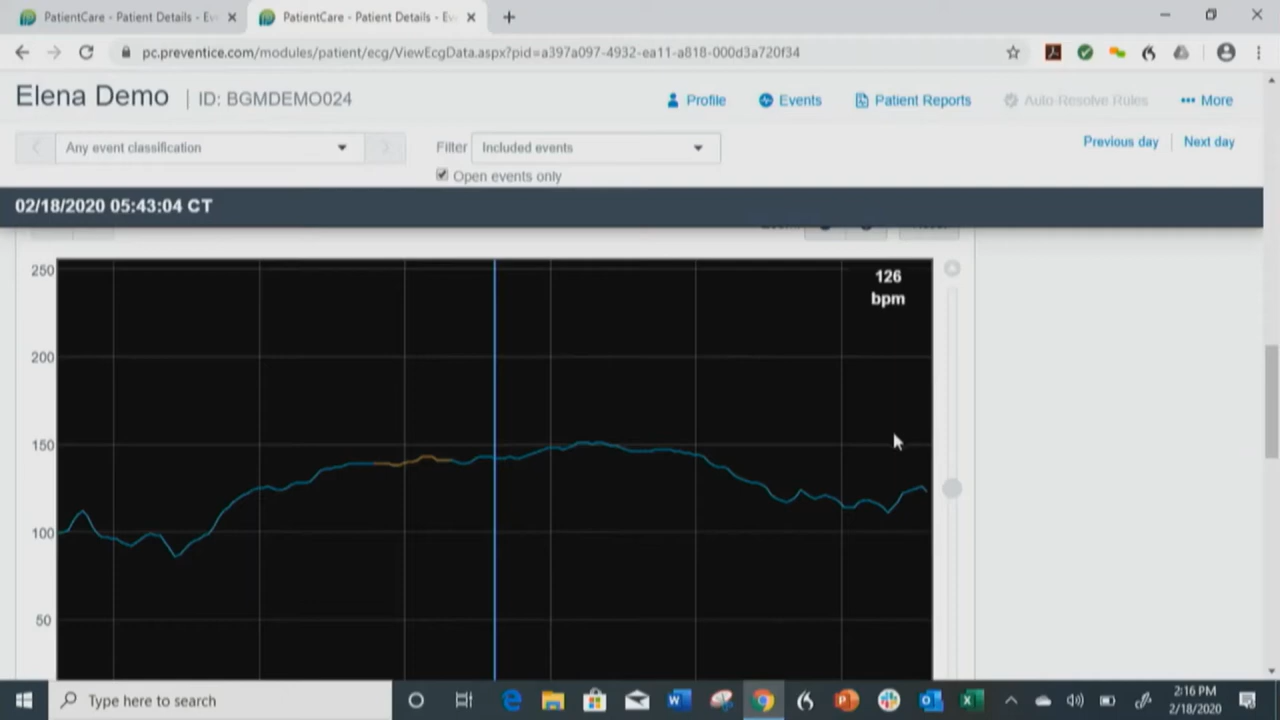 PatientCare - Patient Details - Eve
PatientCare - Patient Details - Eve
pc.preventice.com/modules/patient/ecg/ViewEcgData.aspx?pid=a397a097-4932-ea11-a818-000d3a720f34
Elena Demo | ID: BGMDEMO024
Profile
Events
Patient Reports
Auto Resolve Rules
More
Any event classification
Filter
Included events
Open events only
Previous day
Next day
02/18/2020 05:43:04 CT
250
200
150
100
50
126
bpm
Type here to search
2:16 PM
2/18/2020